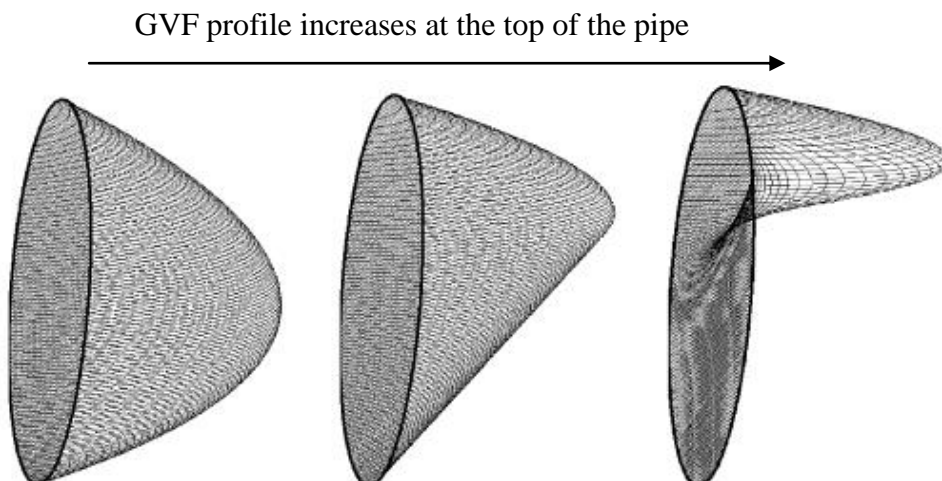 GVF profile increases at the top of the pipe